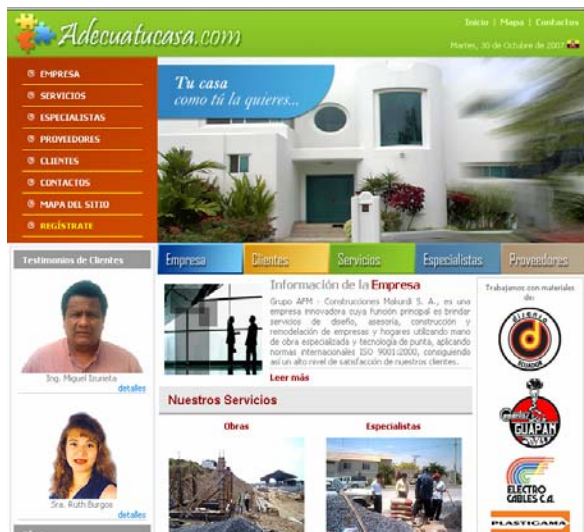 Adecuatucasa.com
Inicio | Mapa | Contactos
Martes, 30 de Octubre de 2007
EMPRESA
SERVICIOS
ESPECIALISTAS
PROVEEDORES
CLIENTES
CONTACTOS
MAPA DEL SITIO
REGÍSTRATE
Tu casa
como tú la quieres...
Testimonios de Clientes
Ing. Miguel Izurieta
detalles
Sra. Ruth Burgos
detalles
Empresa
Clientes
Servicios
Especialistas
Proveedores
Información de la Empresa
Grupo AFM - Construcciones Makurdi S. A., es una
empresa innovadora cuya función principal es brindar
servicios de diseño, asesoría, construcción y
remodelación de empresas y hogares utilizando mano
de obra especializada y tecnología de punta, aplicando
normas internacionales ISO 9001:2000, consiguiendo
así un alto nivel de satisfacción de nuestros clientes.
Leer más
Nuestros Servicios
Obras
Especialistas
Trabajamos con materiales
de:
disensa
ECUADOR
GUAPAN
ELECTRO
CABLES C.A.
PLASTIGAMA